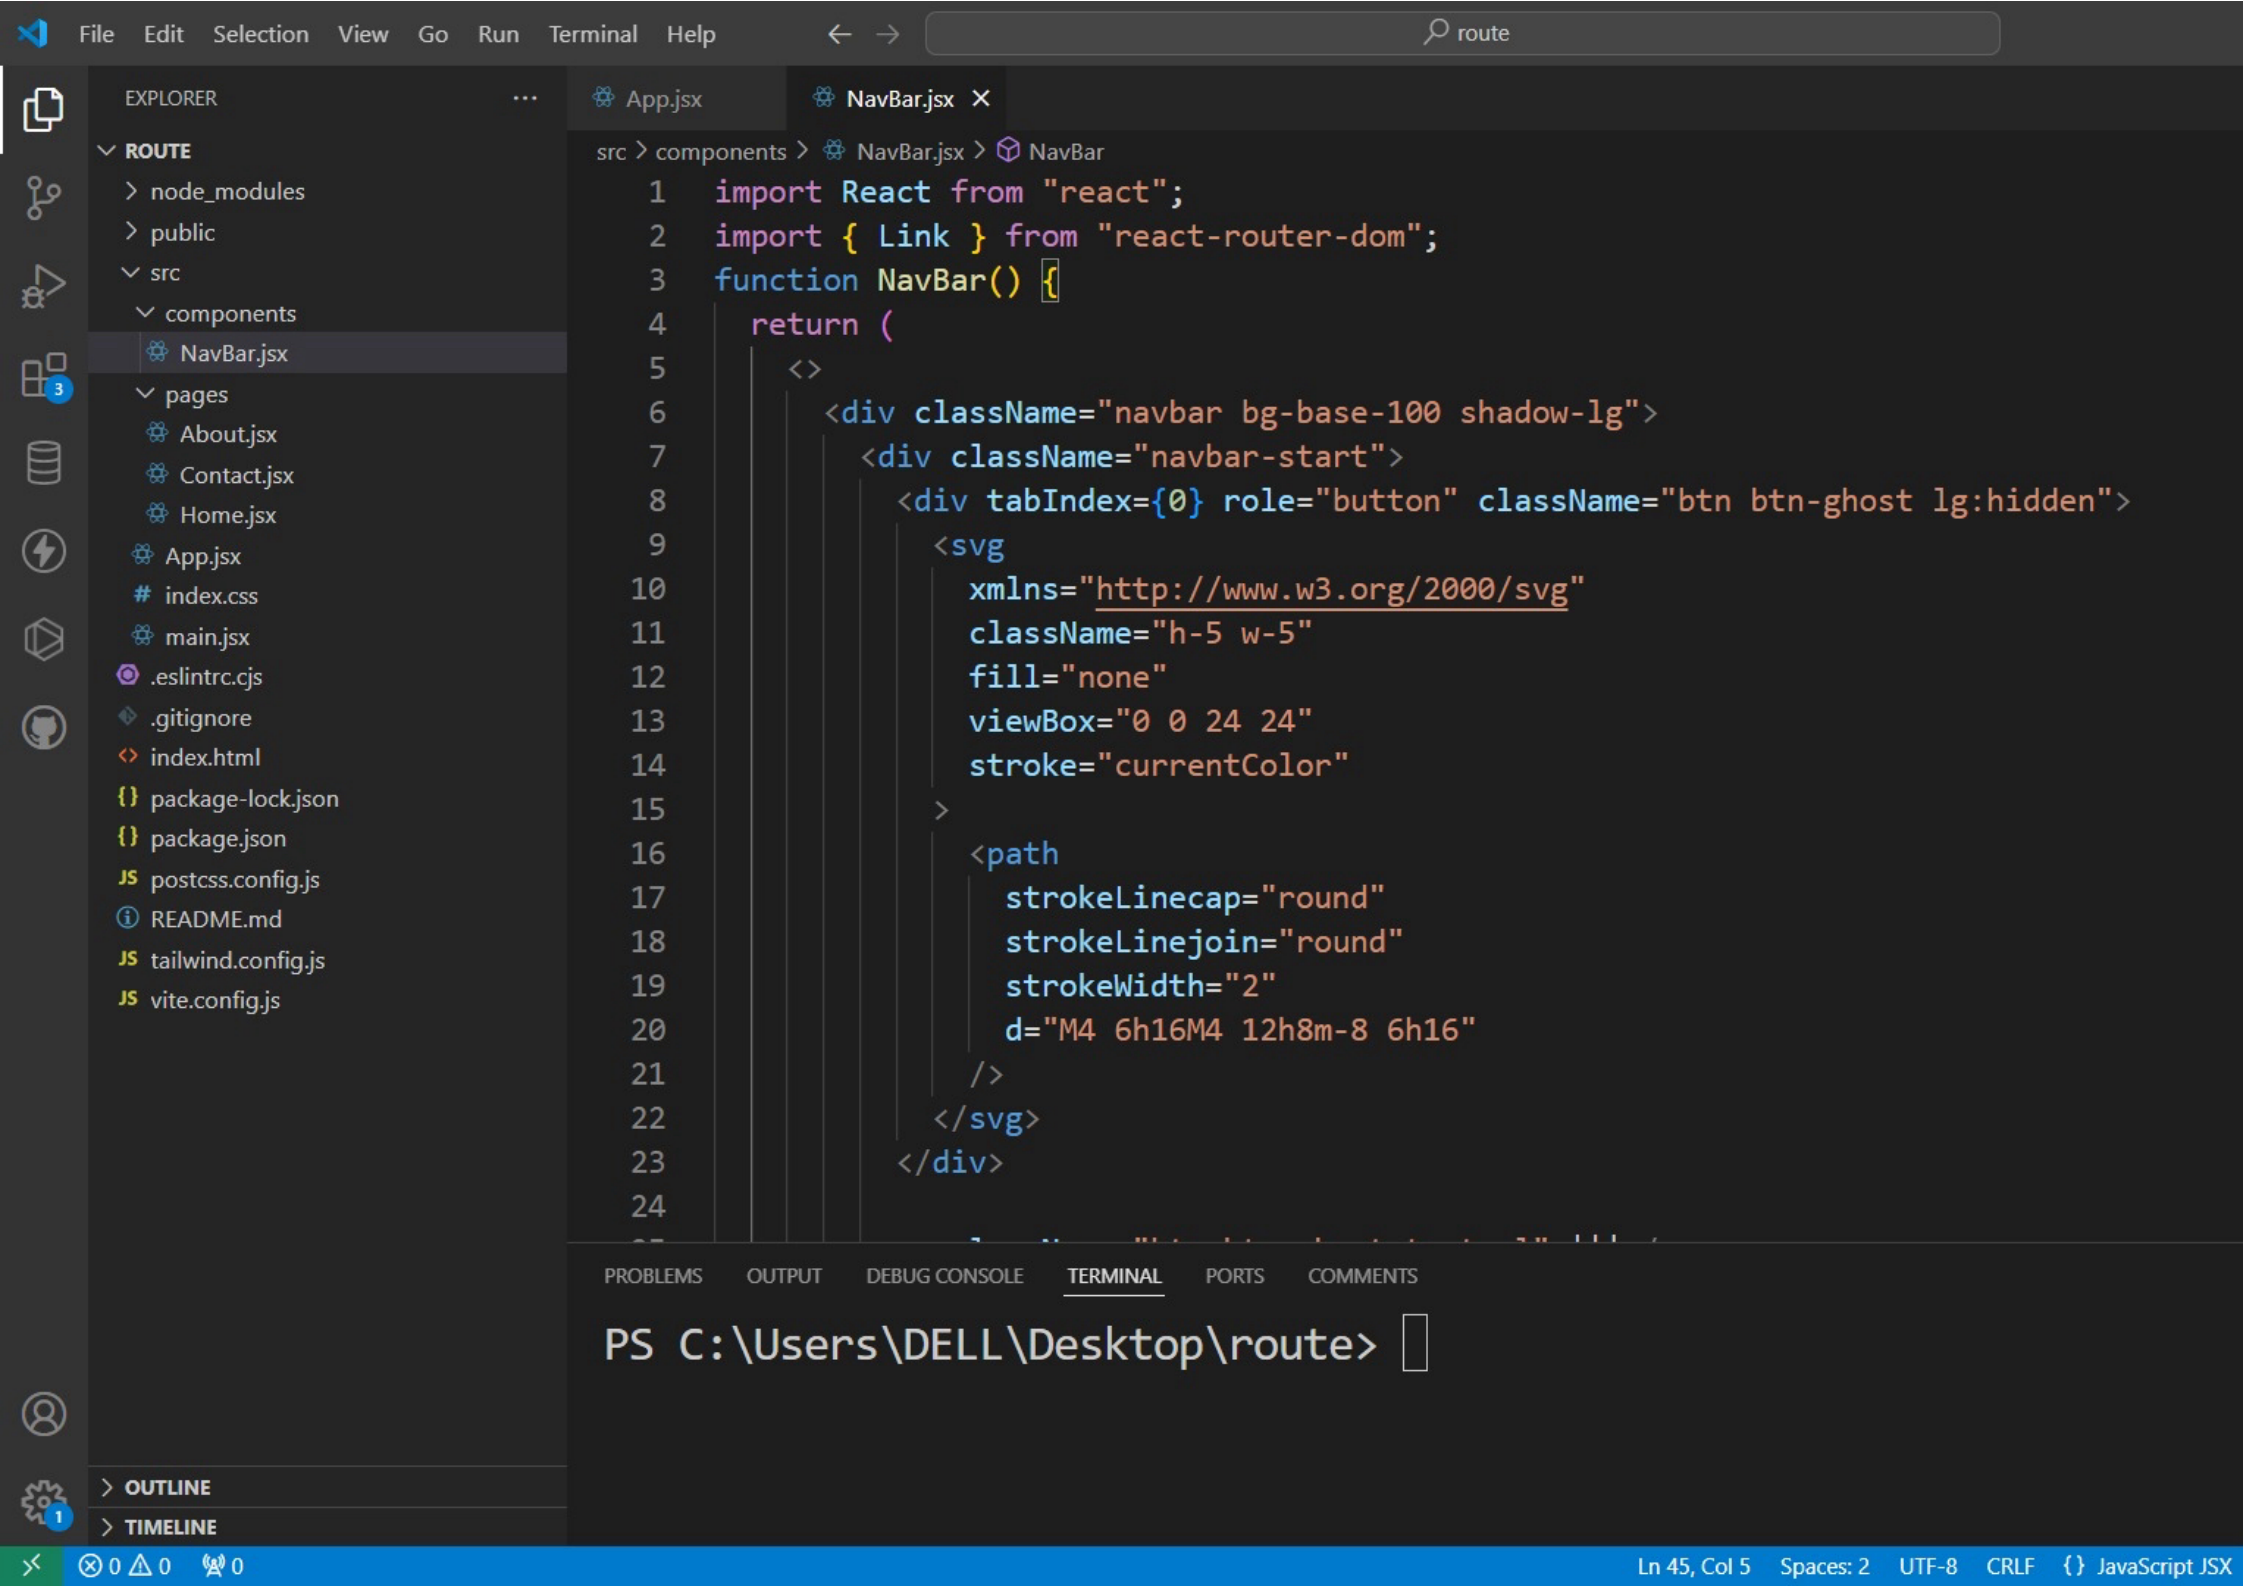 File Edit Selection View Go Run Terminal Help
route
EXPLORER
ROUTE
node_modules
public
src
components
NavBar.jsx
pages
About.jsx
Contact.jsx
Home.jsx
App.jsx
# index.css
main.jsx
.eslintrc.cjs
.gitignore
<> index.html
{} package-lock.json
{} package.json
JS postcss.config.js
README.md
JS tailwind.config.js
JS vite.config.js
OUTLINE
TIMELINE
3
1
App.jsx
NavBar.jsx
src > components > NavBar.jsx > NavBar
1 import React from "react";
2 import { Link } from "react-router-dom";
3 function NavBar() {
4 return (
5 <>
6 <div className="navbar bg-base-100 shadow-lg">
7 <div className="navbar-start">
8 <div tabIndex={0} role="button" className="btn btn-ghost lg:hidden">
9 <svg
10 xmlns="http://www.w3.org/2000/svg"
11 className="h-5 w-5"
12 fill="none"
13 viewBox="0 0 24 24"
14 stroke="currentColor"
15 >
16 <path
17 strokeLinecap="round"
18 strokeLinejoin="round"
19 strokeWidth="2"
20 d="M4 6h16M4 12h8m-8 6h16"
21 />
22 </svg>
23 </div>
24
PROBLEMS OUTPUT DEBUG CONSOLE TERMINAL PORTS COMMENTS
PS C:\Users\DELL\Desktop\route>
0 0 0
Ln 45, Col 5 Spaces: 2 UTF-8 CRLF {} JavaScript JSX